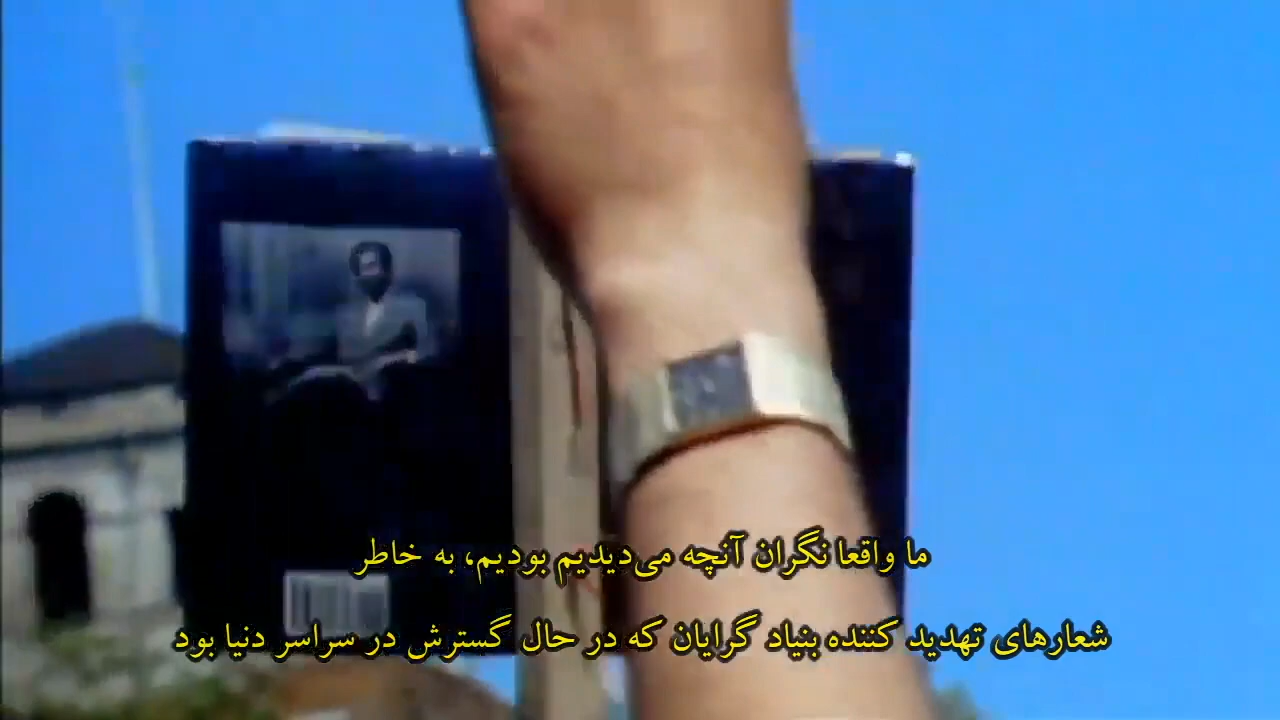 ما واقعا نگران آنچه می‌دیدیم بودیم، به خاطر
شعارهای تهدید کننده بنیاد گرایان که در حال گسترش در سراسر دنیا بود